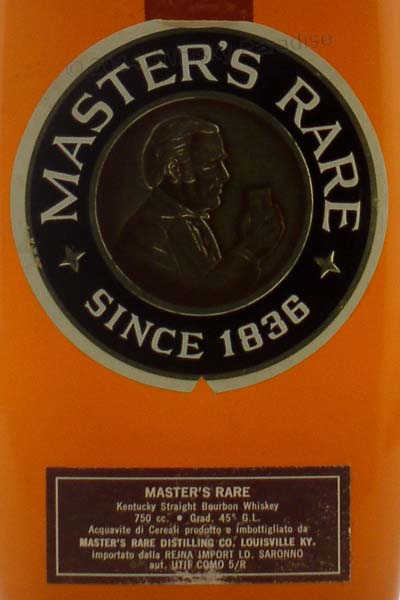 MASTER'S RARE
SINCE 1836
MASTER'S RARE
Kentucky Straight Bourbon Whiskey
750 cc. • Grad. 45% G.L.
Acquavite di Cereali prodotto e imbottigliato da
MASTER'S RARE DISTILLING CO. LOUISVILLE KY.
importato dalla REJNA IMPORT LD. SARONNO
aut. UTIF COMO 5/R